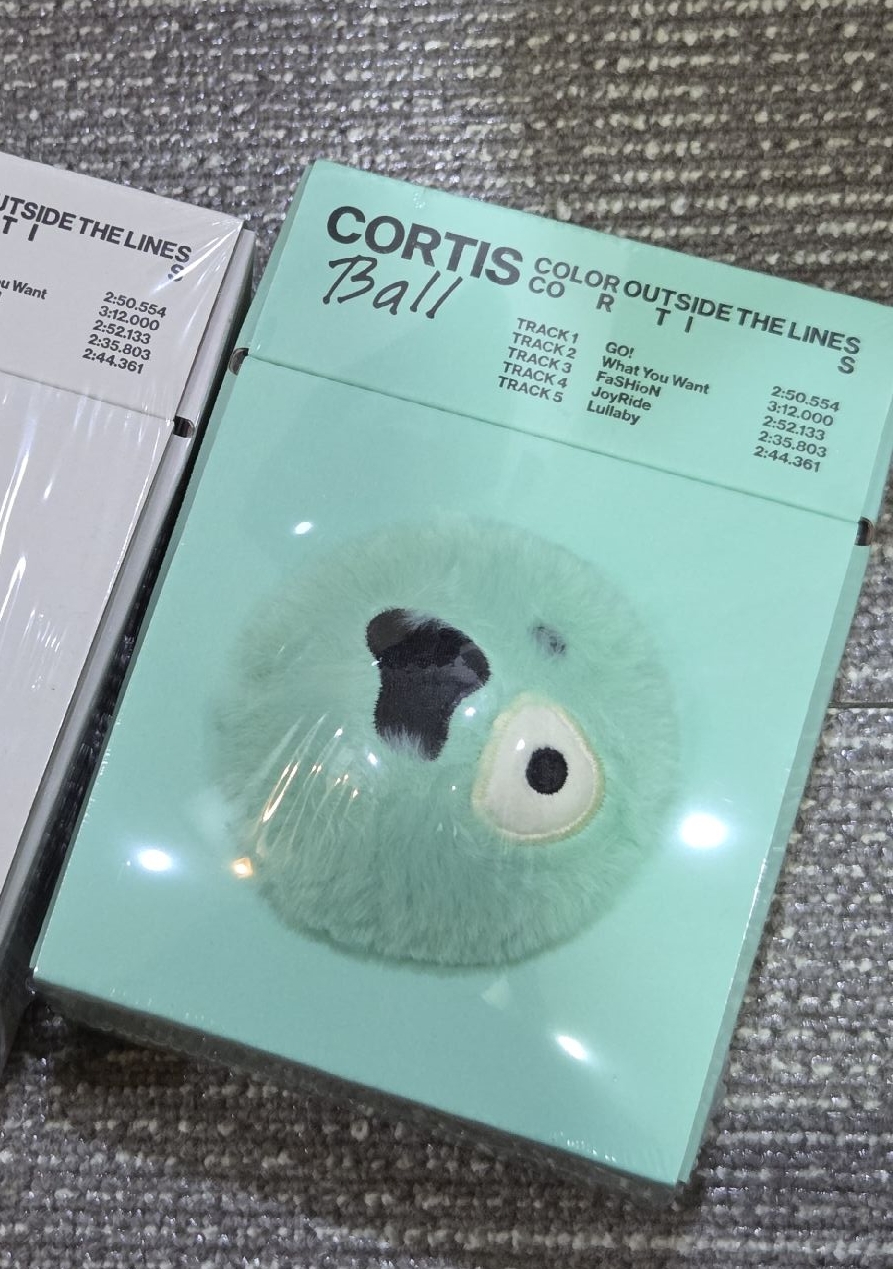 UTSIDE THE LINES
T I
S
u Want
2:50.554
3:12.000
2:52.133
2:35.803
2:44.361
CORTIS
Ball
COLOR OUTSIDE THE LINES
CO R T I S
TRACK 1 GO! 2:50.554
TRACK 2 What You Want 3:12.000
TRACK 3 FaSHioN 2:52.133
TRACK 4 JoyRide 2:35.803
TRACK 5 Lullaby 2:44.361